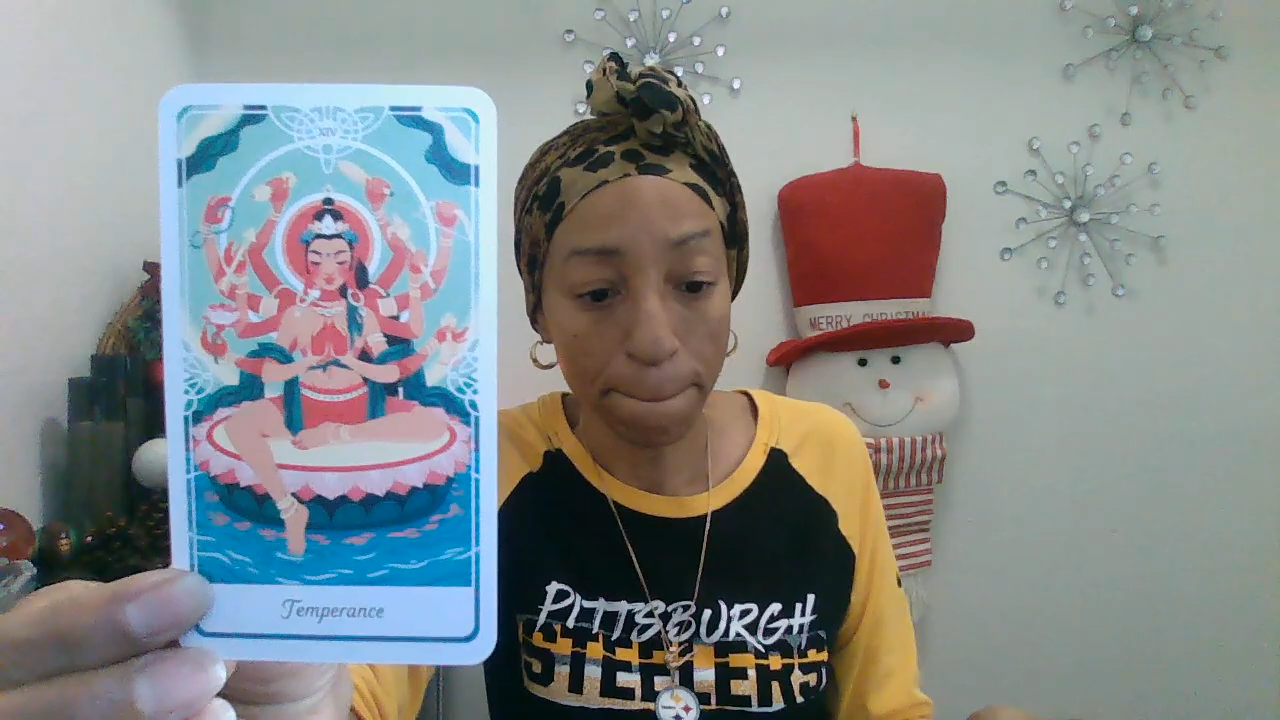 XIV
Temperance
MERRY CHRISTMAS
PITTSBURGH
STEELERS